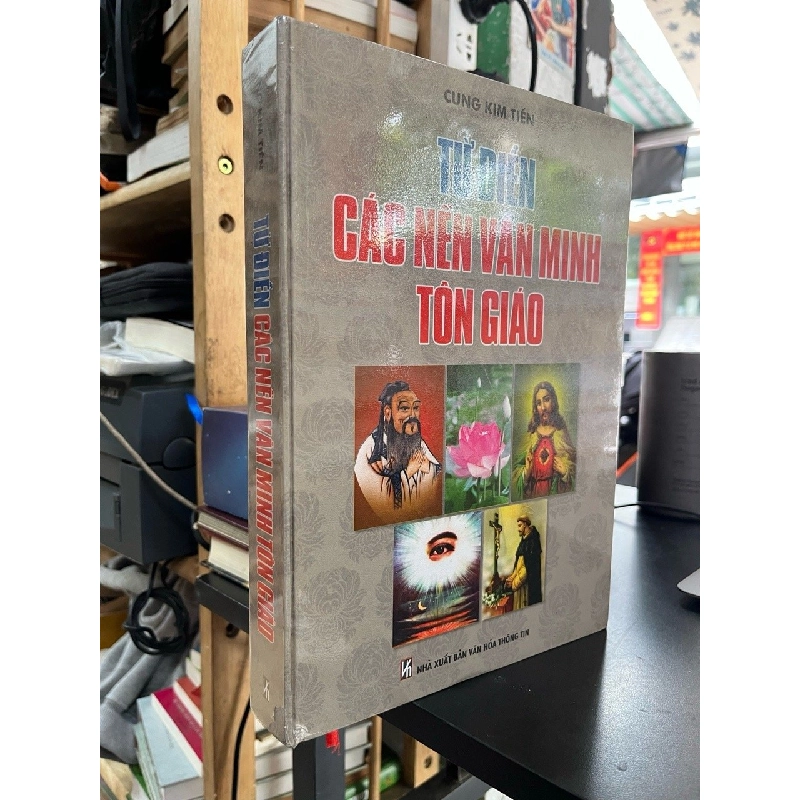 CUNG KIM TIẾN
TỪ ĐIỂN
CÁC NỀN VĂN MINH
TÔN GIÁO
NHÀ XUẤT BẢN VĂN HÓA THÔNG TIN
TỪ ĐIỂN CÁC NỀN VĂN MINH TÔN GIÁO